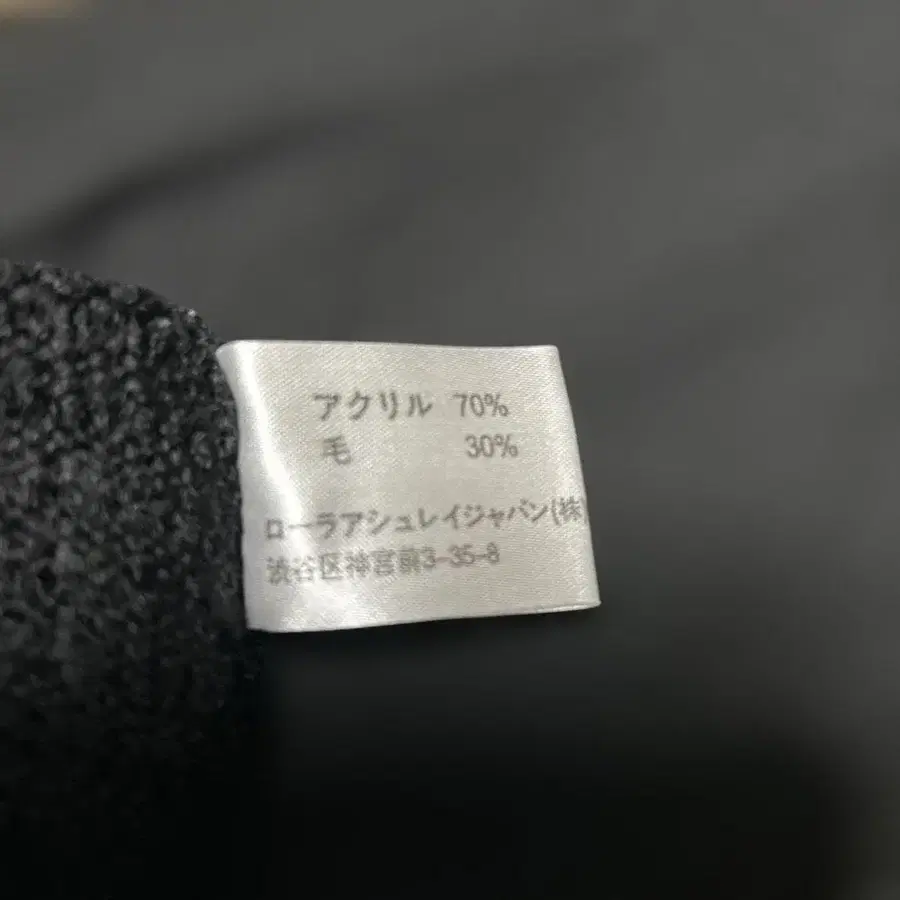 アクリル 70%
毛 30%
ローラアシュレイジャパン(株)
渋谷区神宮前3-35-8